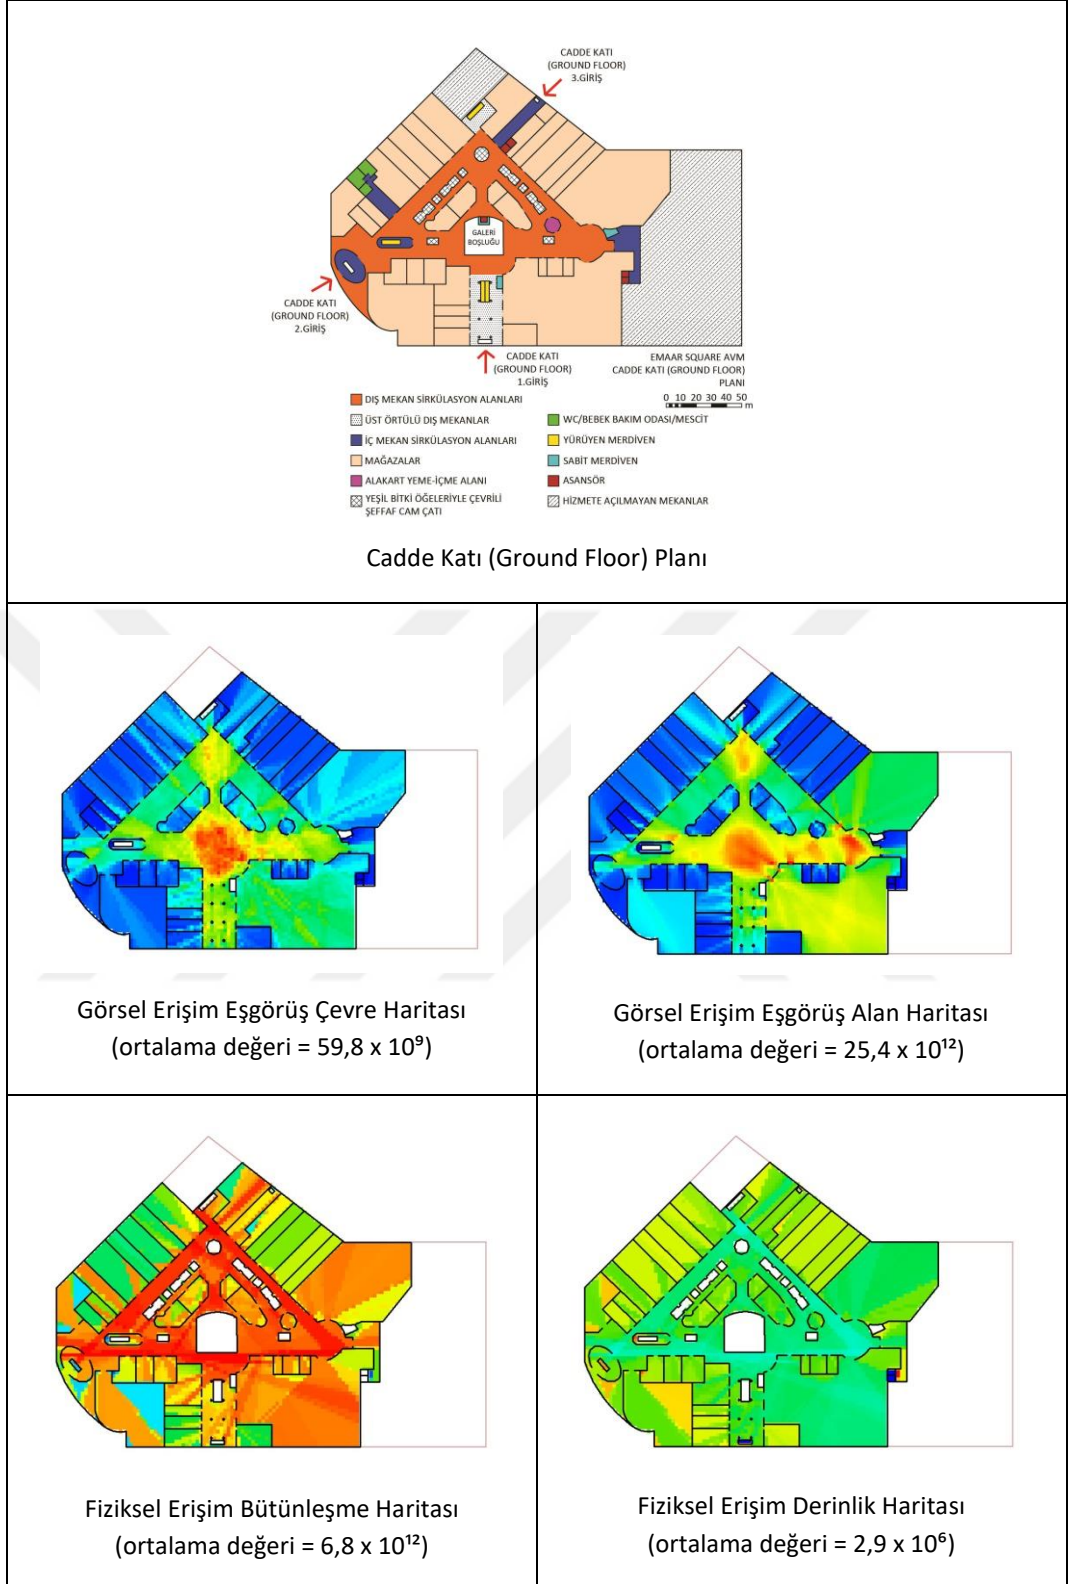 CADDE KATI
(GROUND FLOOR)
3.GİRİŞ
GALERİ
BOŞLUĞU
CADDE KATI
(GROUND FLOOR)
2.GİRİŞ
CADDE KATI
(GROUND FLOOR)
1.GİRİŞ
EMAAR SQUARE AVM
CADDE KATI (GROUND FLOOR)
PLANI
0 10 20 30 40 50
m
DIŞ MEKAN SİRKÜLASYON ALANLARI
ÜST ÖRTÜLÜ DIŞ MEKANLAR
İÇ MEKAN SİRKÜLASYON ALANLARI
MAĞAZALAR
ALAKART YEME-İÇME ALANI
YEŞİL BİTKİ ÖĞELERİYLE ÇEVRİLİ
ŞEFFAF CAM ÇATI
WC/BEBEK BAKIM ODASI/MESCİT
YÜRÜYEN MERDİVEN
SABİT MERDİVEN
ASANSÖR
HİZMETE AÇILMAYAN MEKANLAR
Cadde Katı (Ground Floor) Planı
Görsel Erişim Eşgörüş Çevre Haritası
(ortalama değeri = 59,8 x 10⁹)
Görsel Erişim Eşgörüş Alan Haritası
(ortalama değeri = 25,4 x 10¹²)
Fiziksel Erişim Bütünleşme Haritası
(ortalama değeri = 6,8 x 10¹²)
Fiziksel Erişim Derinlik Haritası
(ortalama değeri = 2,9 x 10⁶)